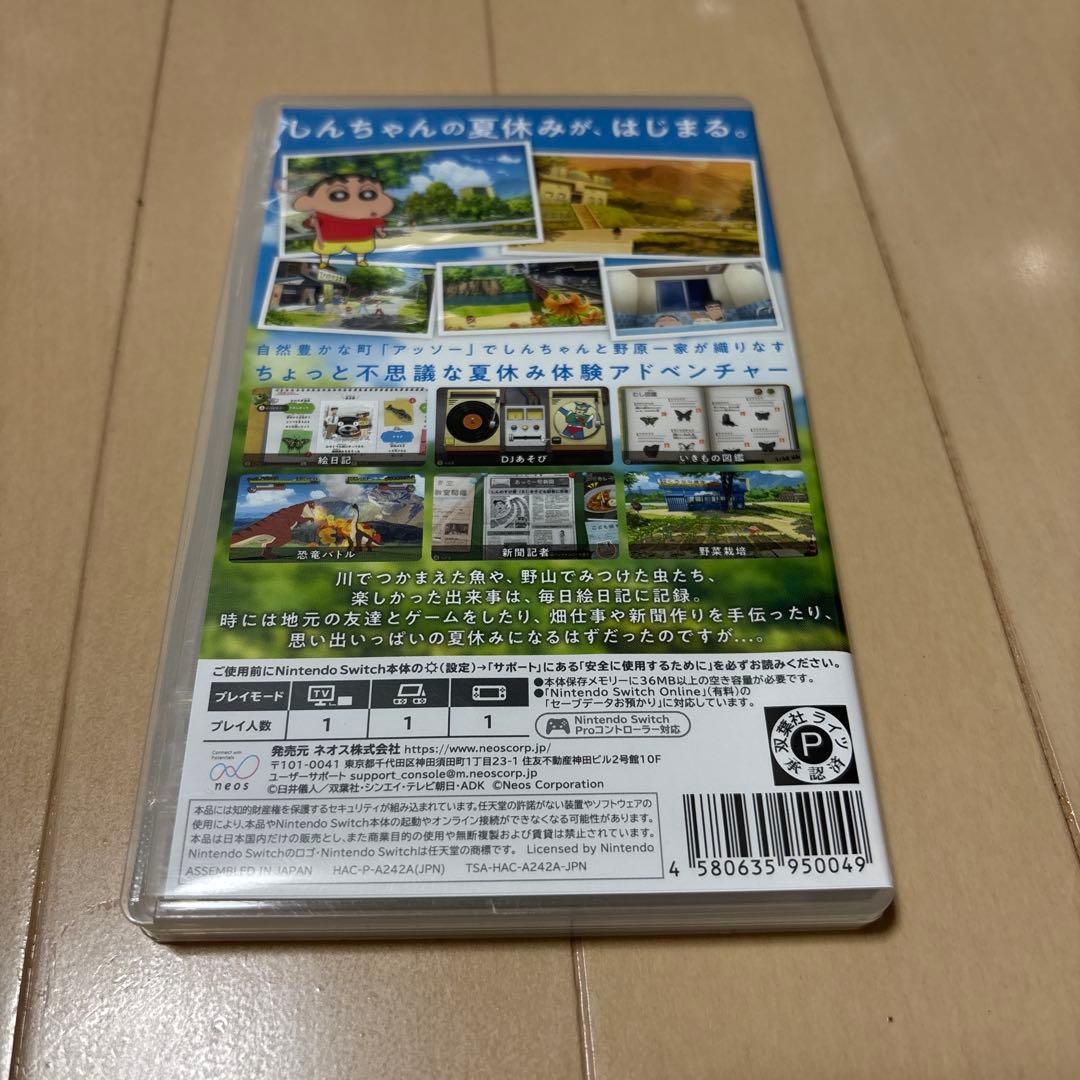 しんちゃんの夏休みが、はじまる。
自然豊かな町「アッソー」でしんちゃんと野原一家が織りなす
ちょっと不思議な夏休み体験アドベンチャー
絵日記
DJあそび
むし図鑑
いきもの図鑑
恐竜バトル
あっそー号新聞
新聞記者
野菜栽培
川でつかまえた魚や、野山でみつけた虫たち、
楽しかった出来事は、毎日絵日記に記録。
時には地元の友達とゲームをしたり、畑仕事や新聞作りを手伝ったり、
思い出いっぱいの夏休みになるはずだったのですが…。
ご使用前にNintendo Switch本体の(設定)→「サポート」にある「安全に使用するために」を必ずお読みください。
プレイモード
TV
プレイ人数
1
1
1
●本体保存メモリーに36MB以上の空き容量が必要です。
●「Nintendo Switch Online」(有料)の
「セーブデータお預かり」に対応しています。
Nintendo Switch
Proコントローラー対応
Connect with
Potentials
neos
発売元 ネオス株式会社 https://www.neoscorp.jp/
〒101-0041 東京都千代田区神田須田町1丁目23-1 住友不動産神田ビル2号館10F
ユーザーサポート support_console@m.neoscorp.jp
©臼井儀人/双葉社・シンエイ・テレビ朝日・ADK ©Neos Corporation
双葉社ライツ
P
承認済
本品には知的財産権を保護するセキュリティが組み込まれています。任天堂の許諾がない装置やソフトウェアの
使用により、本品やNintendo Switch本体の起動やオンライン接続ができなくなる可能性があります。
本品は日本国内だけの販売とし、また商業目的の使用や無断複製および賃貸は禁止されています。
Nintendo Switchのロゴ・Nintendo Switchは任天堂の商標です。 Licensed by Nintendo
ASSEMBLED IN JAPAN HAC-P-A242A(JPN) TSA-HAC-A242A-JPN
4 580635 950049